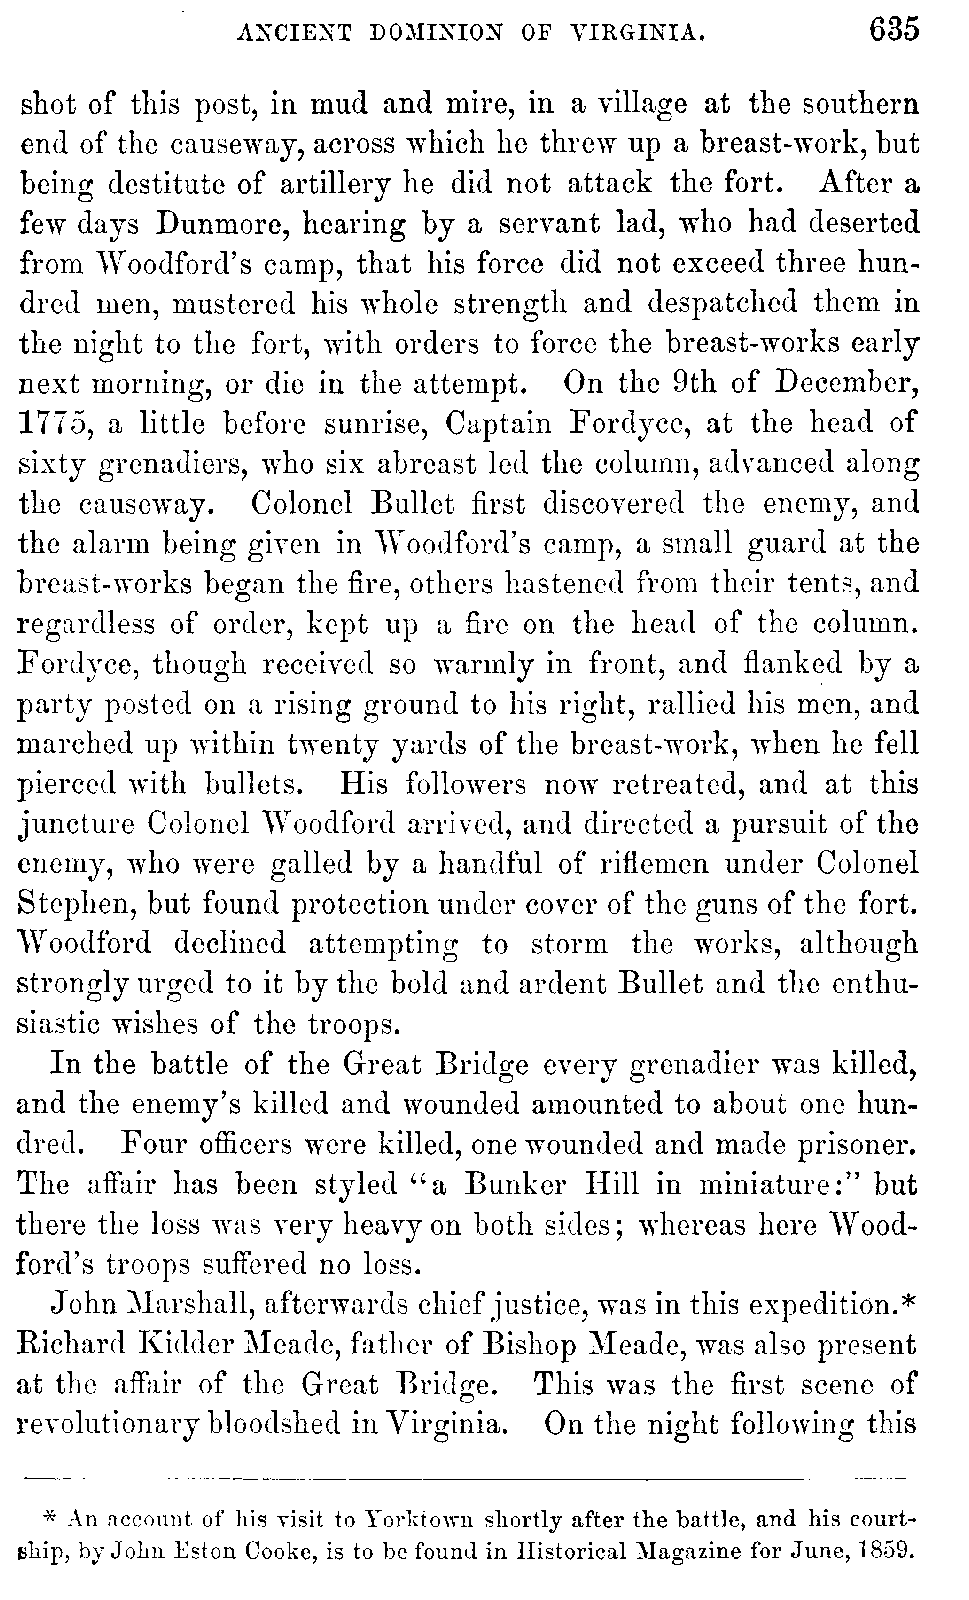 ANCIENT DOMINION OF VIRGINIA. 635
shot of this post, in mud and mire, in a village at the southern
end of the causeway, across which he threw up a breast-work, but
being destitute of artillery he did not attack the fort. After a
few days Dunmore, hearing by a servant lad, who had deserted
from Woodford's camp, that his force did not exceed three hun-
dred men, mustered his whole strength and despatched them in
the night to the fort, with orders to force the breast-works early
next morning, or die in the attempt. On the 9th of December,
1775, a little before sunrise, Captain Fordyce, at the head of
sixty grenadiers, who six abreast led the column, advanced along
the causeway. Colonel Bullet first discovered the enemy, and
the alarm being given in Woodford's camp, a small guard at the
breast-works began the fire, others hastened from their tents, and
regardless of order, kept up a fire on the head of the column.
Fordyce, though received so warmly in front, and flanked by a
party posted on a rising ground to his right, rallied his men, and
marched up within twenty yards of the breast-work, when he fell
pierced with bullets. His followers now retreated, and at this
juncture Colonel Woodford arrived, and directed a pursuit of the
enemy, who were galled by a handful of riflemen under Colonel
Stephen, but found protection under cover of the guns of the fort.
Woodford declined attempting to storm the works, although
strongly urged to it by the bold and ardent Bullet and the enthu-
siastic wishes of the troops.
In the battle of the Great Bridge every grenadier was killed,
and the enemy's killed and wounded amounted to about one hun-
dred. Four officers were killed, one wounded and made prisoner.
The affair has been styled "a Bunker Hill in miniature:" but
there the loss was very heavy on both sides; whereas here Wood-
ford's troops suffered no loss.
John Marshall, afterwards chief justice, was in this expedition.*
Richard Kidder Meade, father of Bishop Meade, was also present
at the affair of the Great Bridge. This was the first scene of
revolutionary bloodshed in Virginia. On the night following this
* An account of his visit to Yorktown shortly after the battle, and his court-
ship, by John Eston Cooke, is to be found in Historical Magazine for June, 1859.